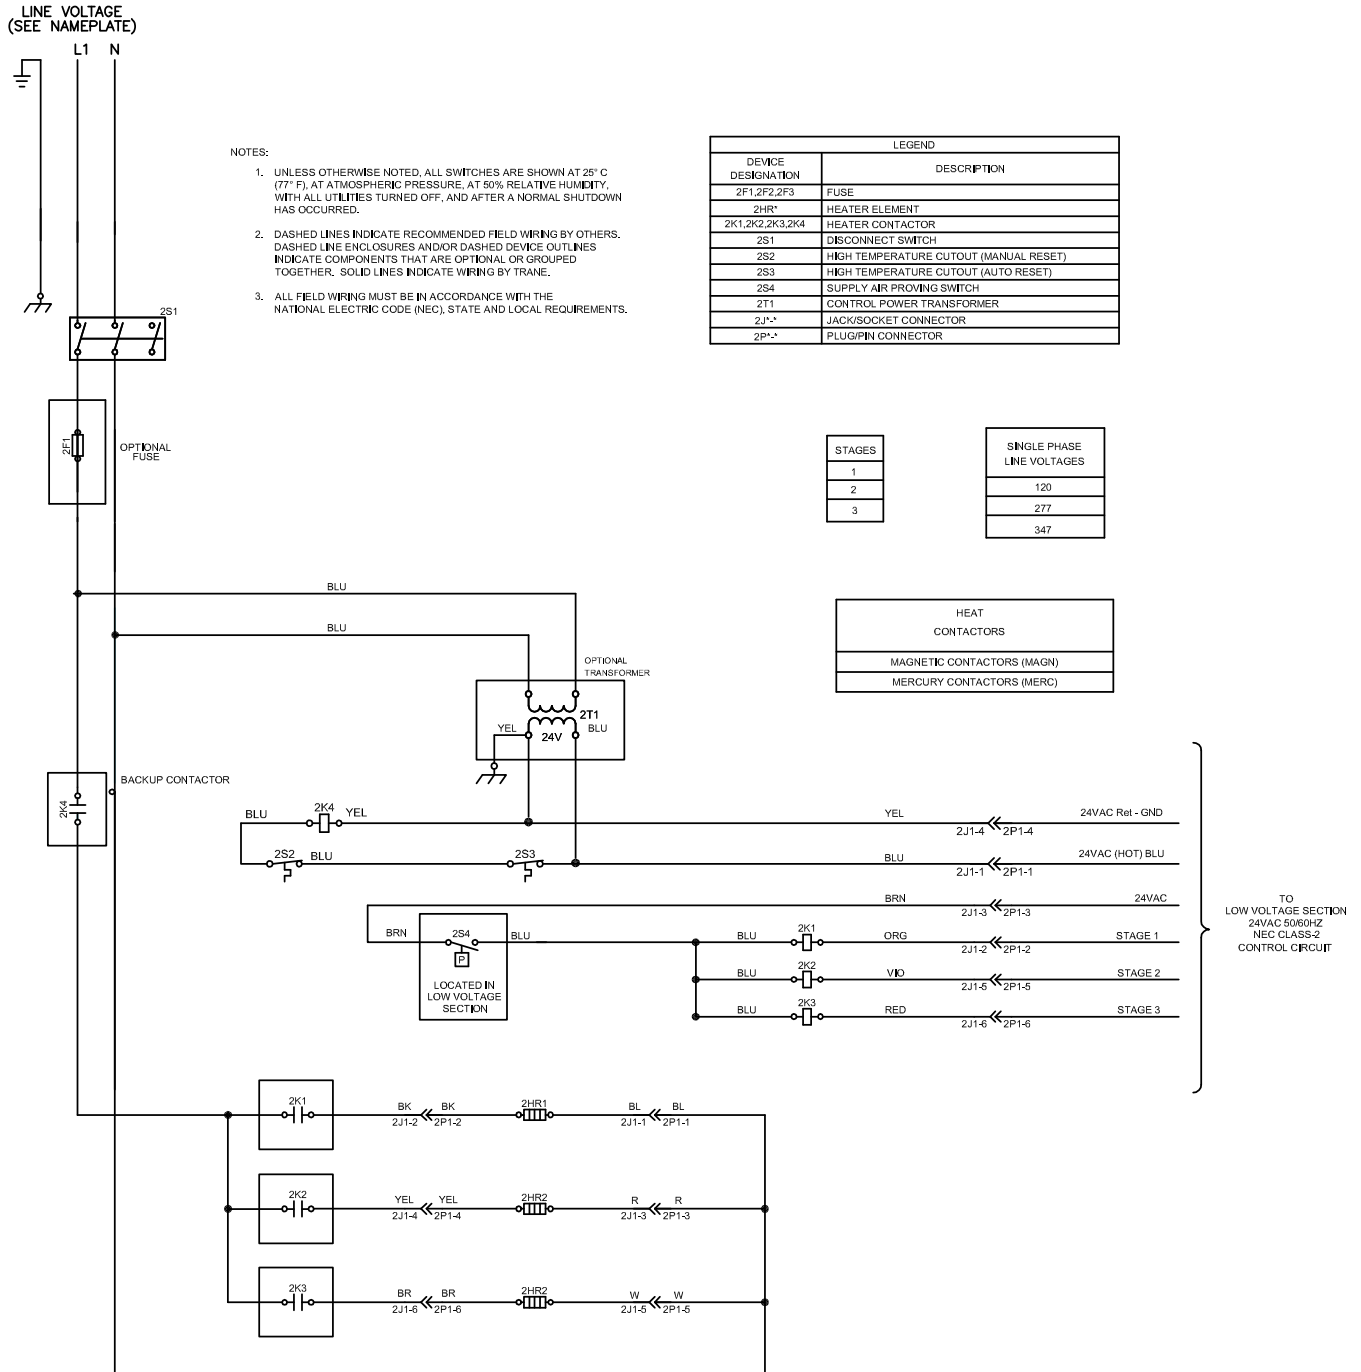 LINE VOLTAGE
(SEE NAMEPLATE)
L1 N
NOTES:
1. UNLESS OTHERWISE NOTED, ALL SWITCHES ARE SHOWN AT 25° C
(77° F), AT ATMOSPHERIC PRESSURE, AT 50% RELATIVE HUMIDITY,
WITH ALL UTILITIES TURNED OFF, AND AFTER A NORMAL SHUTDOWN
HAS OCCURRED.
2. DASHED LINES INDICATE RECOMMENDED FIELD WIRING BY OTHERS.
DASHED LINE ENCLOSURES AND/OR DASHED DEVICE OUTLINES
INDICATE COMPONENTS THAT ARE OPTIONAL OR GROUPED
TOGETHER. SOLID LINES INDICATE WIRING BY TRANE.
3. ALL FIELD WIRING MUST BE IN ACCORDANCE WITH THE
NATIONAL ELECTRIC CODE (NEC), STATE AND LOCAL REQUIREMENTS.
LEGEND
DEVICE
DESIGNATION
DESCRIPTION
2F1,2F2,2F3 FUSE
2HR* HEATER ELEMENT
2K1,2K2,2K3,2K4 HEATER CONTACTOR
2S1 DISCONNECT SWITCH
2S2 HIGH TEMPERATURE CUTOUT (MANUAL RESET)
2S3 HIGH TEMPERATURE CUTOUT (AUTO RESET)
2S4 SUPPLY AIR PROVING SWITCH
2T1 CONTROL POWER TRANSFORMER
2J*-* JACK/SOCKET CONNECTOR
2P*-* PLUG/PIN CONNECTOR
2S1
2F1
OPTIONAL
FUSE
STAGES
1
2
3
SINGLE PHASE
LINE VOLTAGES
120
277
347
BLU
BLU
HEAT
CONTACTORS
MAGNETIC CONTACTORS (MAGN)
MERCURY CONTACTORS (MERC)
OPTIONAL
TRANSFORMER
2T1
YEL 24V BLU
2K4
BACKUP CONTACTOR
BLU 2K4 YEL YEL 2J1-4 2P1-4 24VAC Ret - GND
2S2 BLU 2S3 BLU 2J1-1 2P1-1 24VAC (HOT) BLU
BRN 2J1-3 2P1-3 24VAC
BRN 2S4 BLU BLU 2K1 ORG 2J1-2 2P1-2 STAGE 1
P
LOCATED IN
LOW VOLTAGE
SECTION
BLU 2K2 VIO 2J1-5 2P1-5 STAGE 2
BLU 2K3 RED 2J1-6 2P1-6 STAGE 3
TO
LOW VOLTAGE SECTION
24VAC 50/60HZ
NEC CLASS-2
CONTROL CIRCUIT
2K1 BK BK 2HR1 BL BL
2J1-2 2P1-2 2J1-1 2P1-1
2K2 YEL YEL 2HR2 R R
2J1-4 2P1-4 2J1-3 2P1-3
2K3 BR BR 2HR2 W W
2J1-6 2P1-6 2J1-5 2P1-5